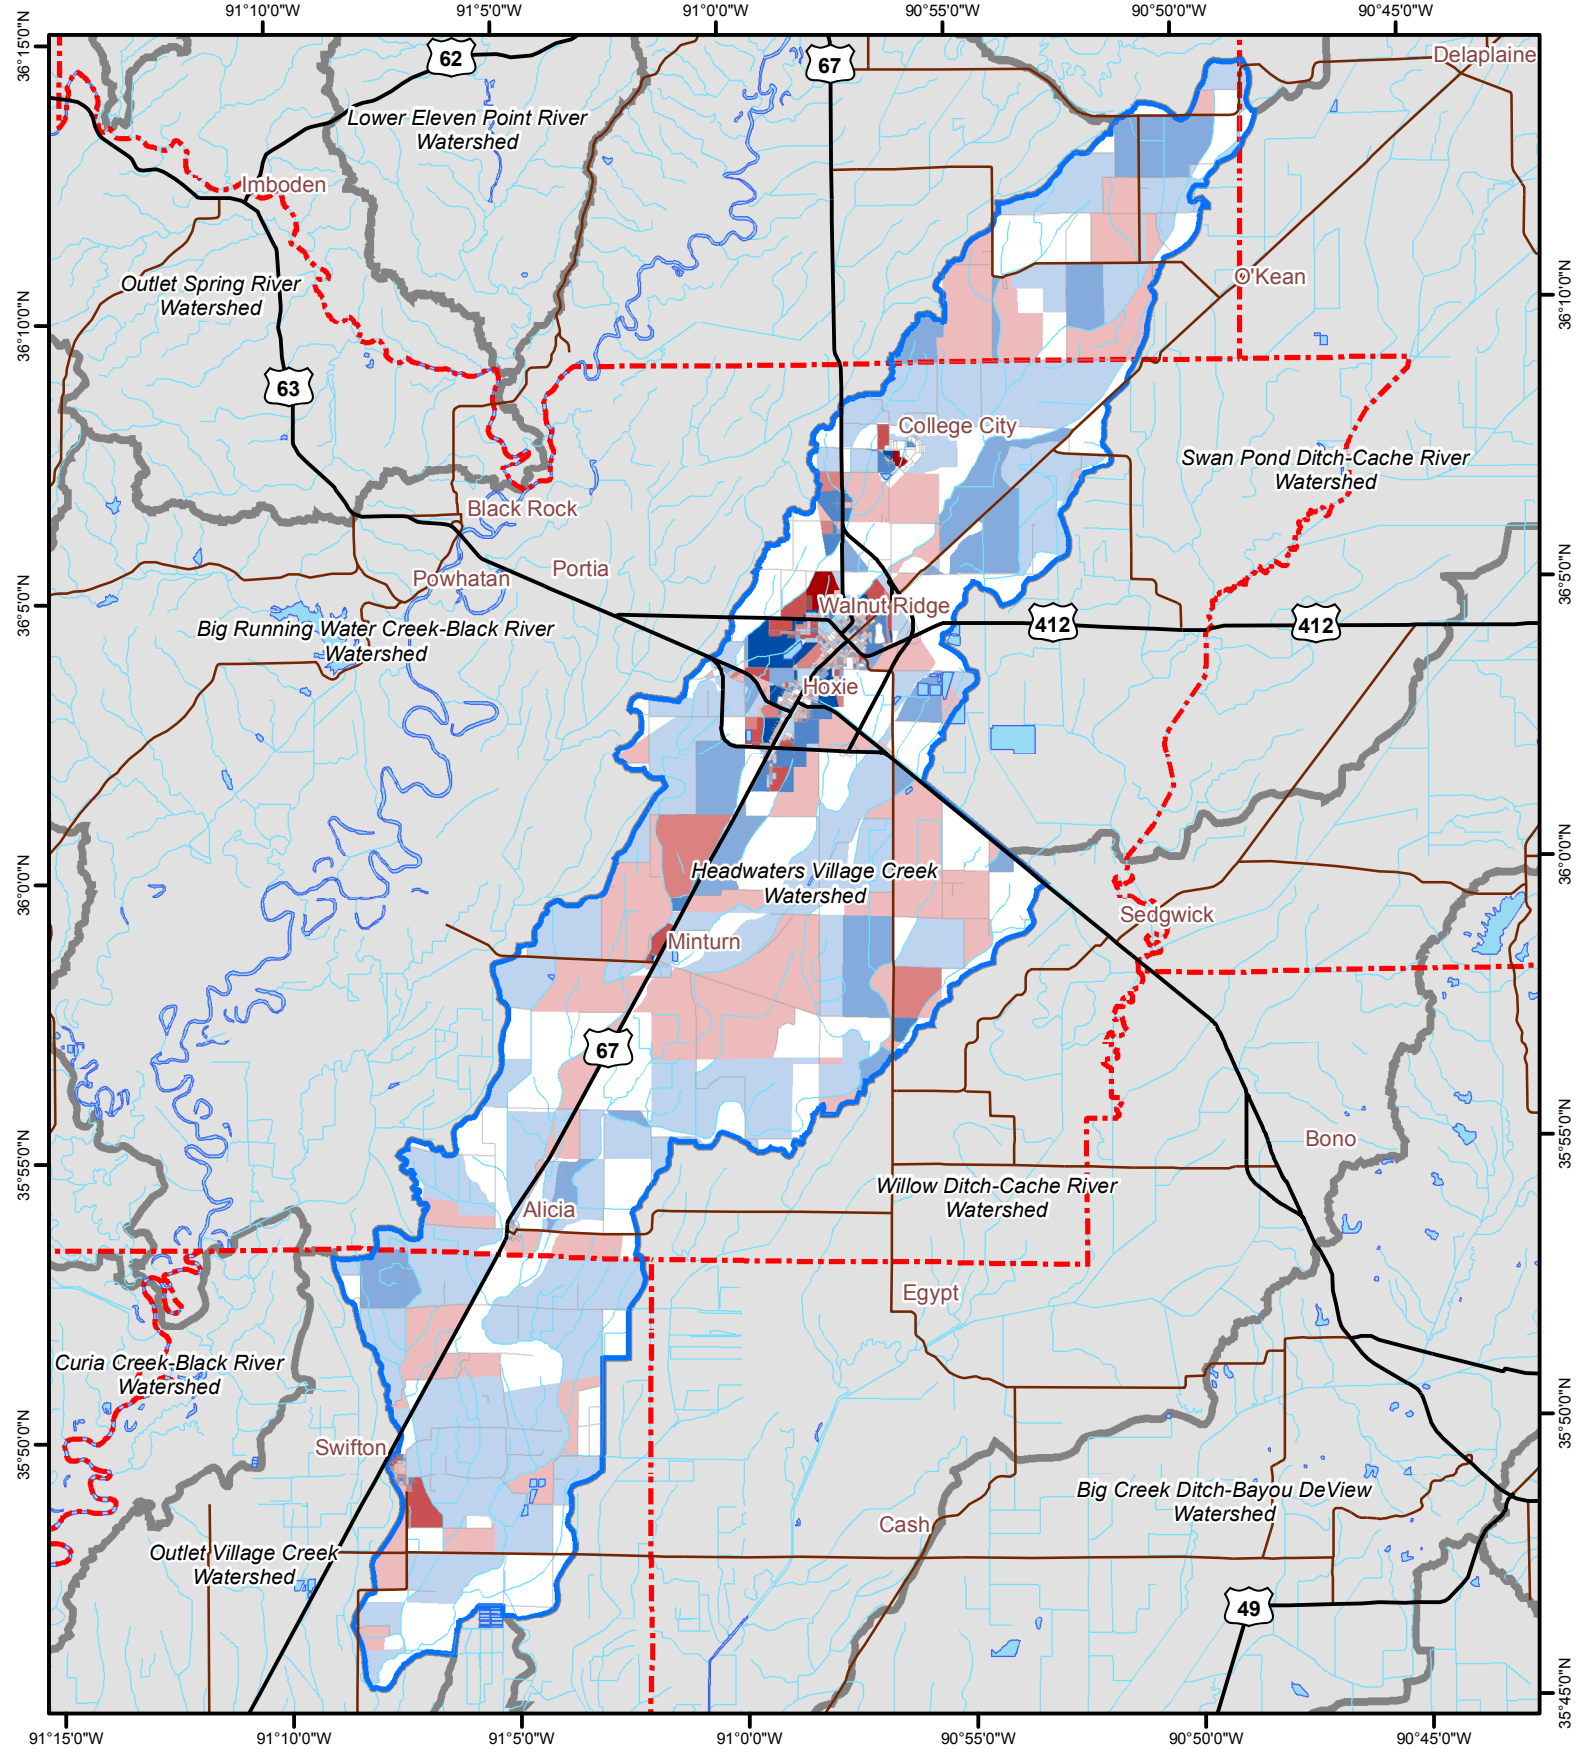 91°10'0"W
91°5'0"W
91°0'0"W
90°55'0"W
90°50'0"W
90°45'0"W
36°15'0"N
62
67
Delaplaine
Lower Eleven Point River
Watershed
Imboden
O'Kean
Outlet Spring River
Watershed
36°10'0"N
36°10'0"N
63
College City
Swan Pond Ditch-Cache River
Watershed
Black Rock
Portia
Powhatan
36°5'0"N
36°5'0"N
Walnut Ridge
412
412
Big Running Water Creek-Black River
Watershed
Hoxie
Headwaters Village Creek
Watershed
36°0'0"N
36°0'0"N
Sedgwick
Minturn
67
35°55'0"N
35°55'0"N
Bono
Willow Ditch-Cache River
Watershed
Alicia
Egypt
Curia Creek-Black River
Watershed
35°50'0"N
35°50'0"N
Swifton
Big Creek Ditch-Bayou DeView
Watershed
Cash
Outlet Village Creek
Watershed
49
35°45'0"N
91°15'0"W
91°10'0"W
91°5'0"W
91°0'0"W
90°55'0"W
90°50'0"W
90°45'0"W